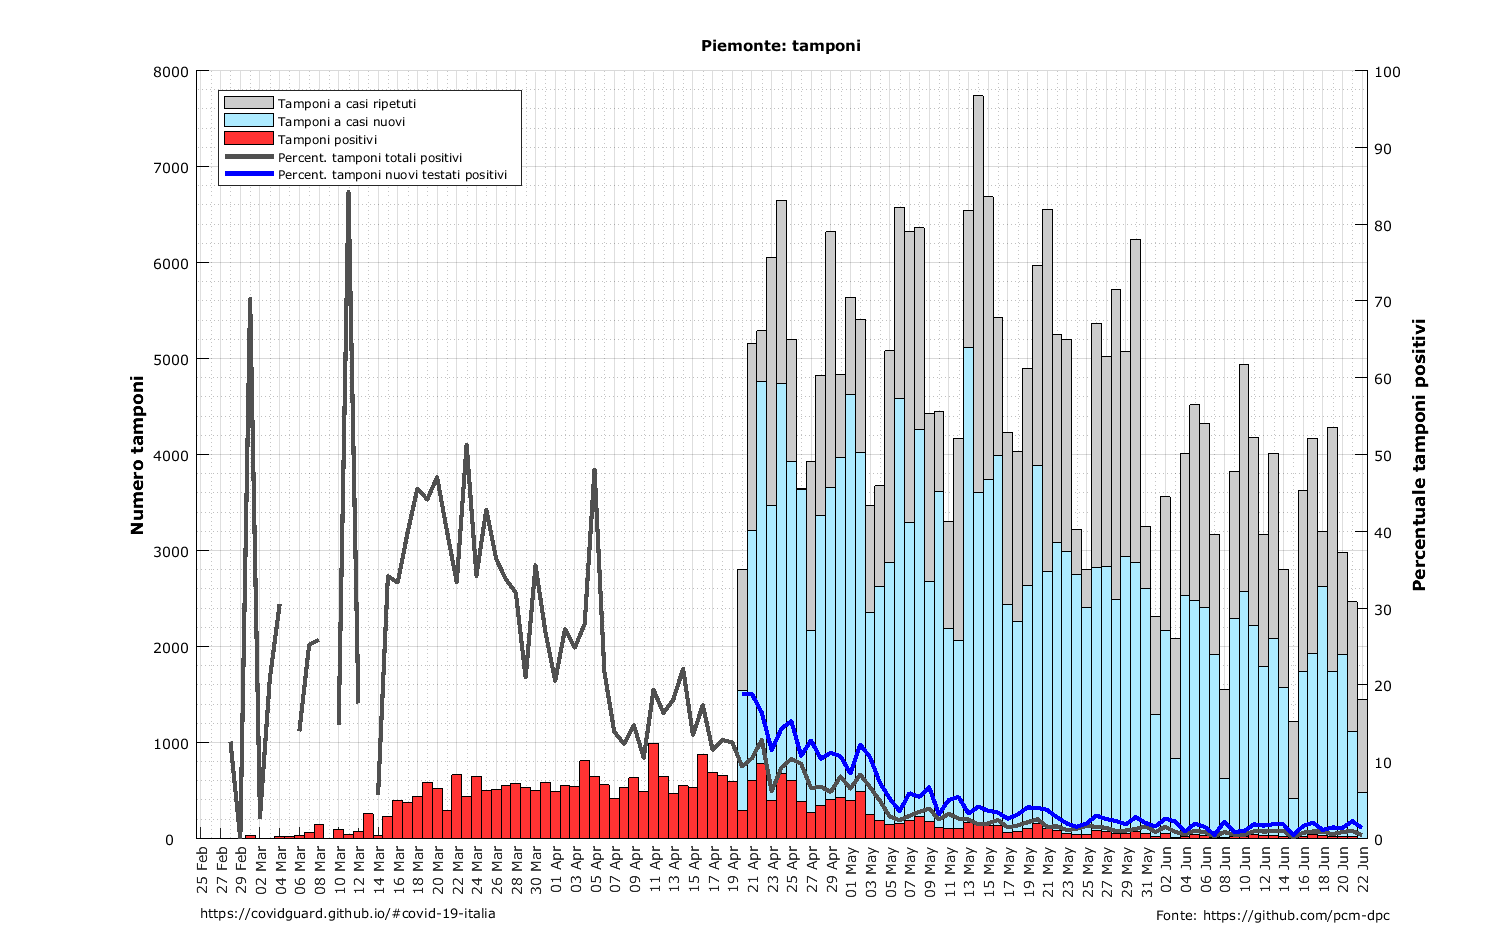 Piemonte: tamponi
8000
7000
6000
5000
4000
3000
2000
1000
0
Numero tamponi
Tamponi a casi ripetuti
Tamponi a casi nuovi
Tamponi positivi
Percent. tamponi totali positivi
Percent. tamponi nuovi testati positivi
100
90
80
70
60
50
40
30
20
10
0
Percentuale tamponi positivi
25 Feb
27 Feb
29 Feb
02 Mar
04 Mar
06 Mar
08 Mar
10 Mar
12 Mar
14 Mar
16 Mar
18 Mar
20 Mar
22 Mar
24 Mar
26 Mar
28 Mar
30 Mar
01 Apr
03 Apr
05 Apr
07 Apr
09 Apr
11 Apr
13 Apr
15 Apr
17 Apr
19 Apr
21 Apr
23 Apr
25 Apr
27 Apr
29 Apr
01 May
03 May
05 May
07 May
09 May
11 May
13 May
15 May
17 May
19 May
21 May
23 May
25 May
27 May
29 May
31 May
02 Jun
04 Jun
06 Jun
08 Jun
10 Jun
12 Jun
14 Jun
16 Jun
18 Jun
20 Jun
22 Jun
https://covidguard.github.io/#covid-19-italia
Fonte: https://github.com/pcm-dpc